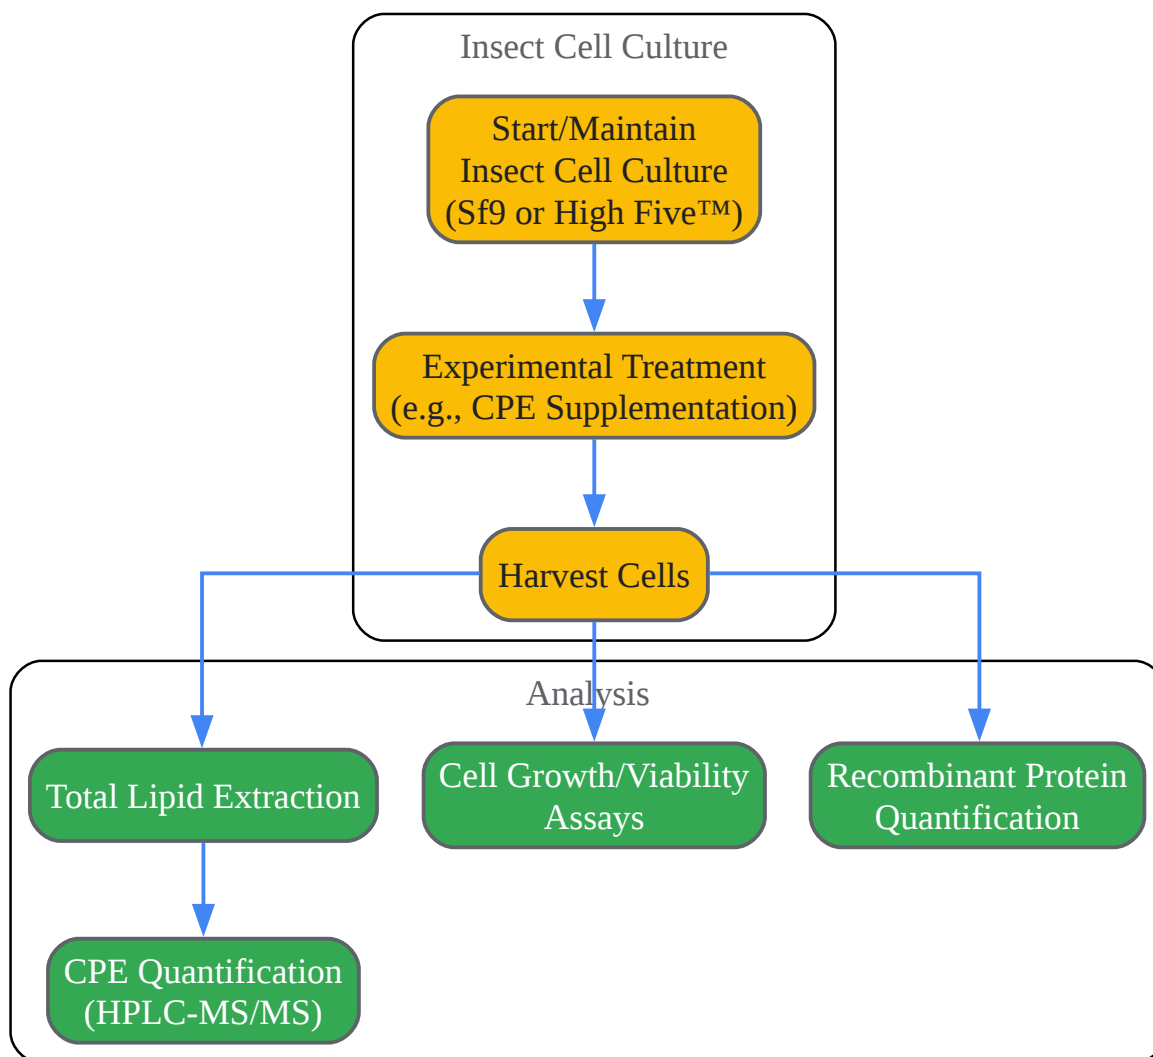 Insect Cell Culture
Start/Maintain
Insect Cell Culture
(Sf9 or High Five™)
Experimental Treatment
(e.g., CPE Supplementation)
Harvest Cells
Analysis
Total Lipid Extraction
Cell Growth/Viability
Assays
Recombinant Protein
Quantification
CPE Quantification
(HPLC-MS/MS)